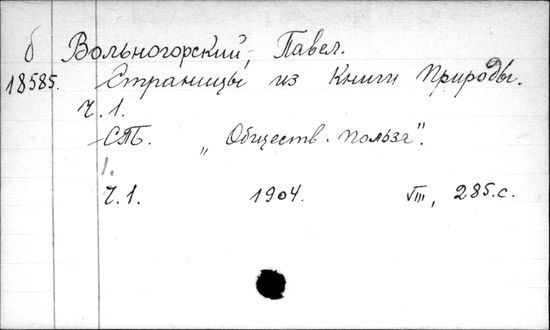 б Вольногорский, Павел.
18585. Страницы из Книги Природы.
Ч. 1.
СПб. „Обществ. польза".
1.
Ч. 1. 1904. VIII, 285. с.